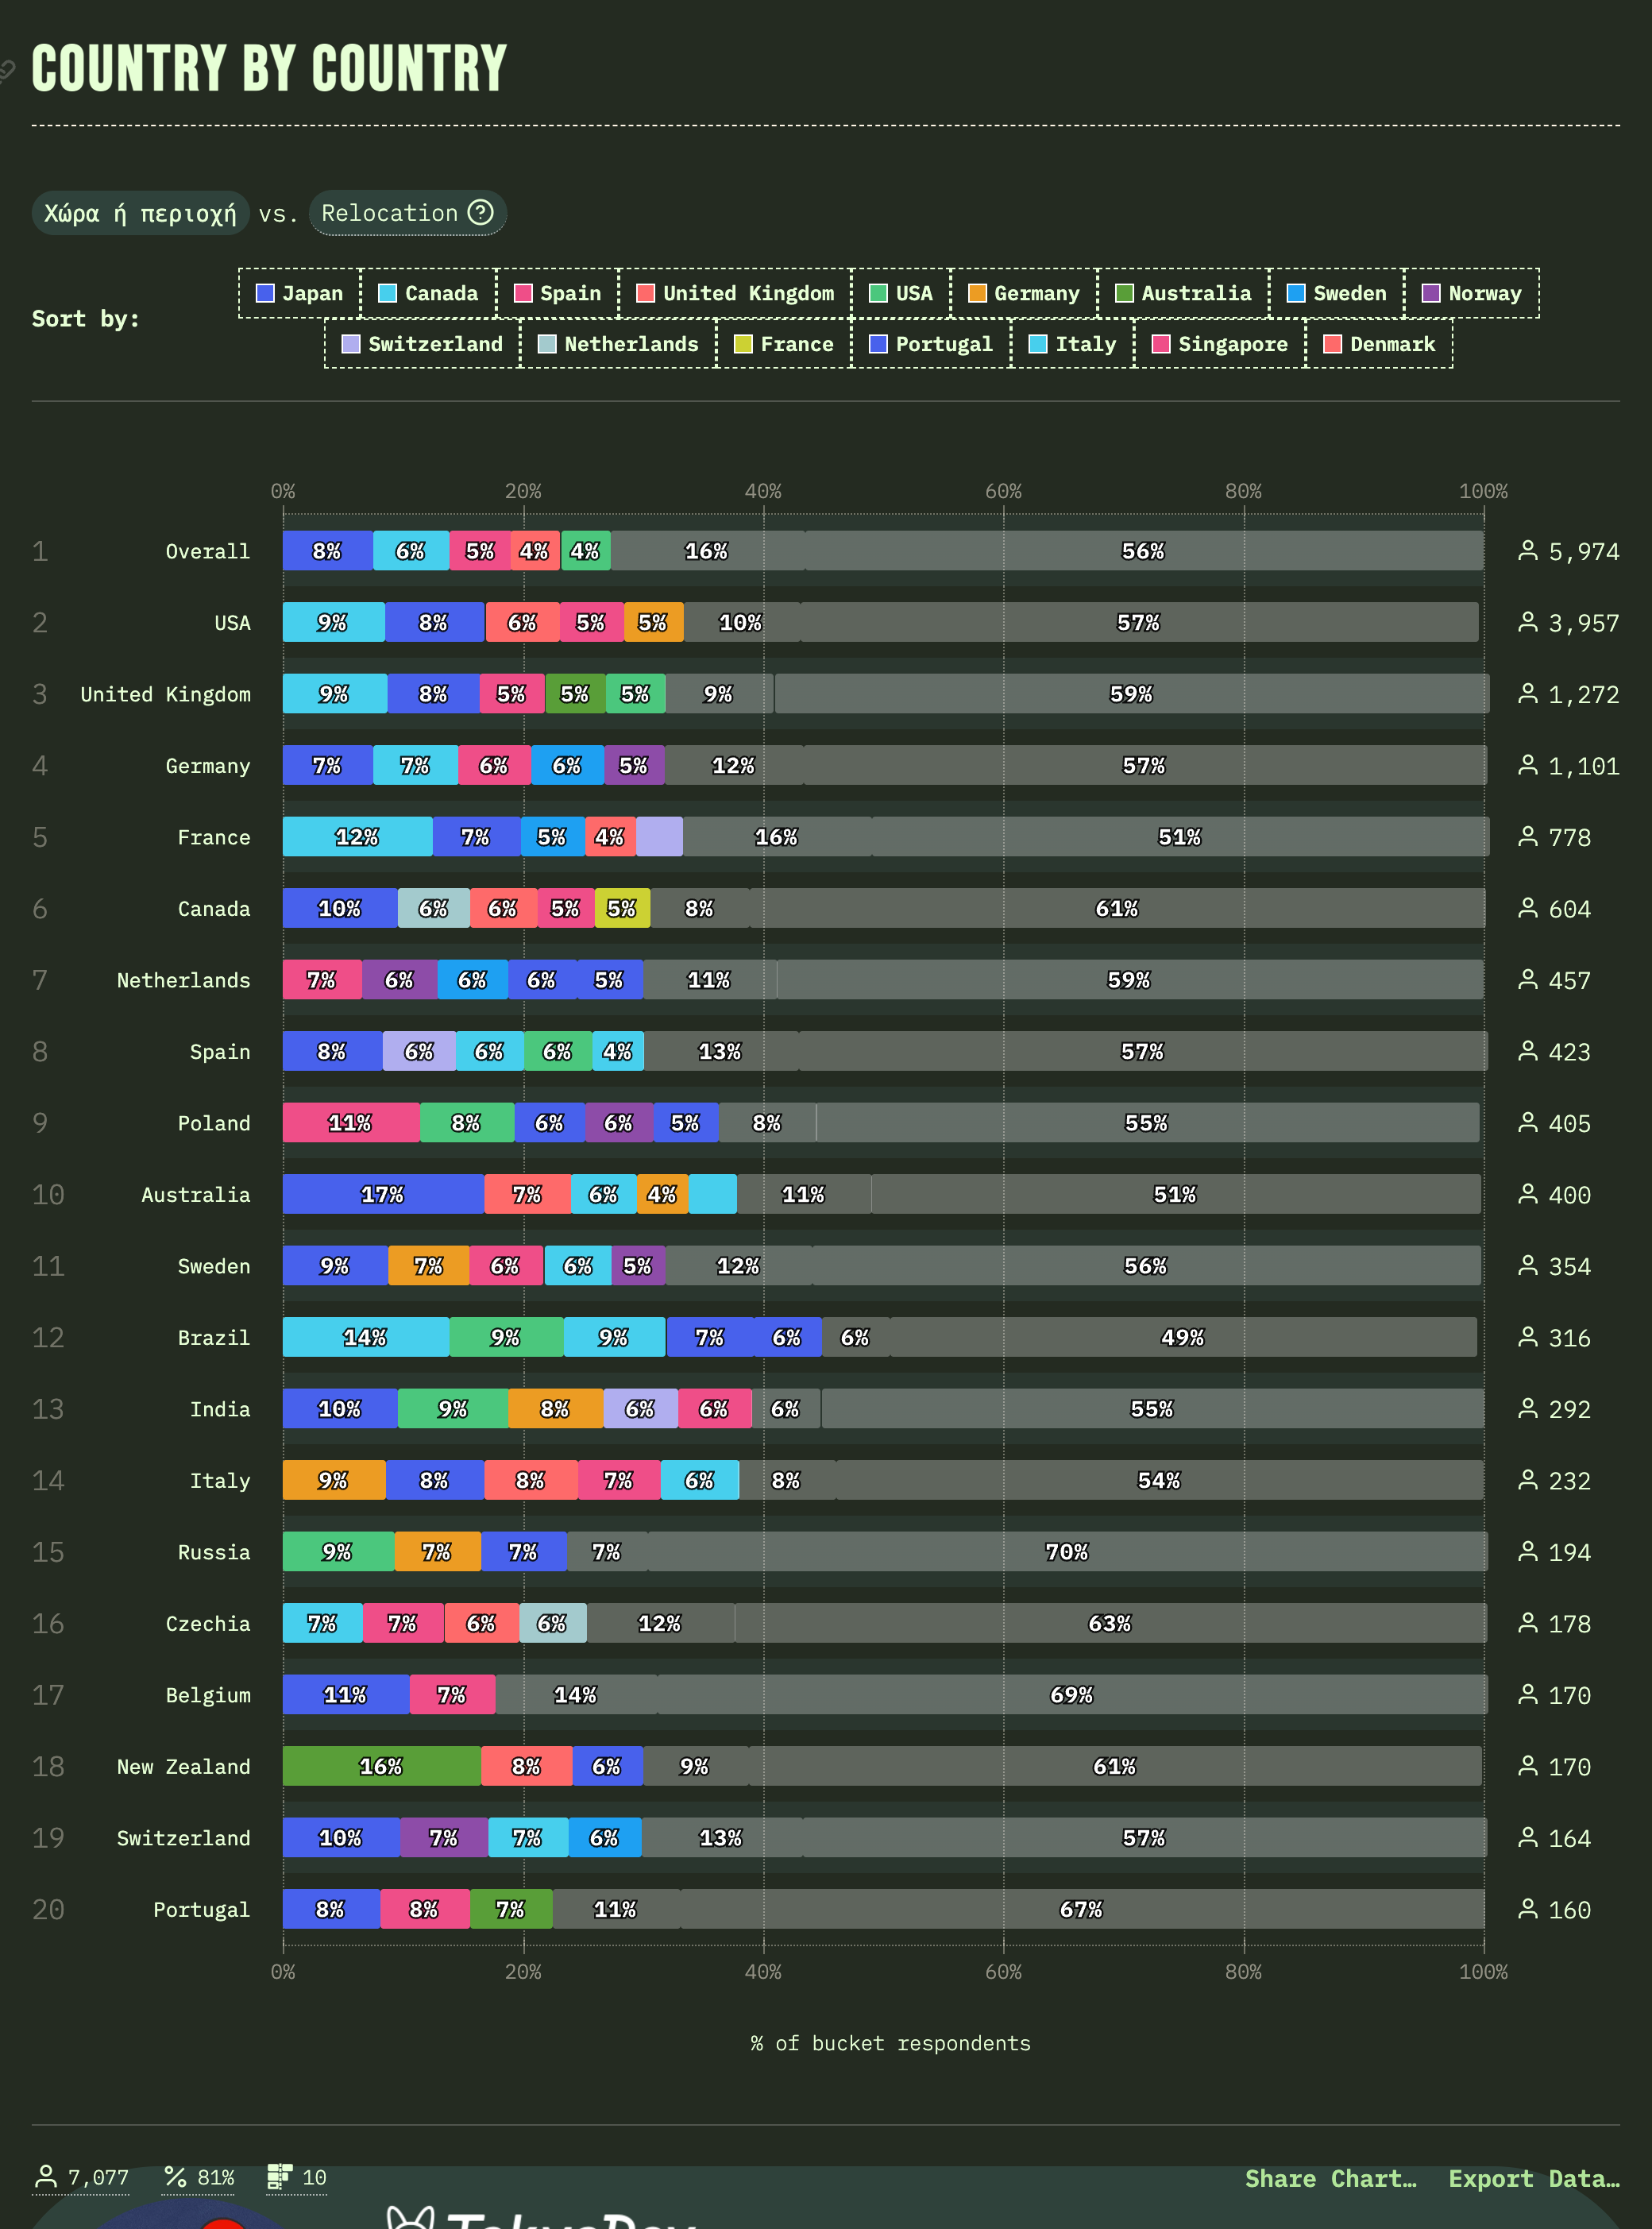 COUNTRY BY COUNTRY
Χώρα ή περιοχή vs. Relocation ?
Sort by:
Japan Canada Spain United Kingdom USA Germany Australia Sweden Norway
Switzerland Netherlands France Portugal Italy Singapore Denmark
0% 20% 40% 60% 80% 100%
1 Overall 8% 6% 5% 4% 4% 16% 56% 5,974
2 USA 9% 8% 6% 5% 5% 10% 57% 3,957
3 United Kingdom 9% 8% 5% 5% 5% 9% 59% 1,272
4 Germany 7% 7% 6% 6% 5% 12% 57% 1,101
5 France 12% 7% 5% 4% 16% 51% 778
6 Canada 10% 6% 6% 5% 5% 8% 61% 604
7 Netherlands 7% 6% 6% 6% 5% 11% 59% 457
8 Spain 8% 6% 6% 6% 4% 13% 57% 423
9 Poland 11% 8% 6% 6% 5% 8% 55% 405
10 Australia 17% 7% 6% 4% 11% 51% 400
11 Sweden 9% 7% 6% 6% 5% 12% 56% 354
12 Brazil 14% 9% 9% 7% 6% 6% 49% 316
13 India 10% 9% 8% 6% 6% 6% 55% 292
14 Italy 9% 8% 8% 7% 6% 8% 54% 232
15 Russia 9% 7% 7% 7% 70% 194
16 Czechia 7% 7% 6% 6% 12% 63% 178
17 Belgium 11% 7% 14% 69% 170
18 New Zealand 16% 8% 6% 9% 61% 170
19 Switzerland 10% 7% 7% 6% 13% 57% 164
20 Portugal 8% 8% 7% 11% 67% 160
0% 20% 40% 60% 80% 100%
% of bucket respondents
7,077 % 81% 10 Share Chart… Export Data…
TokyoDev